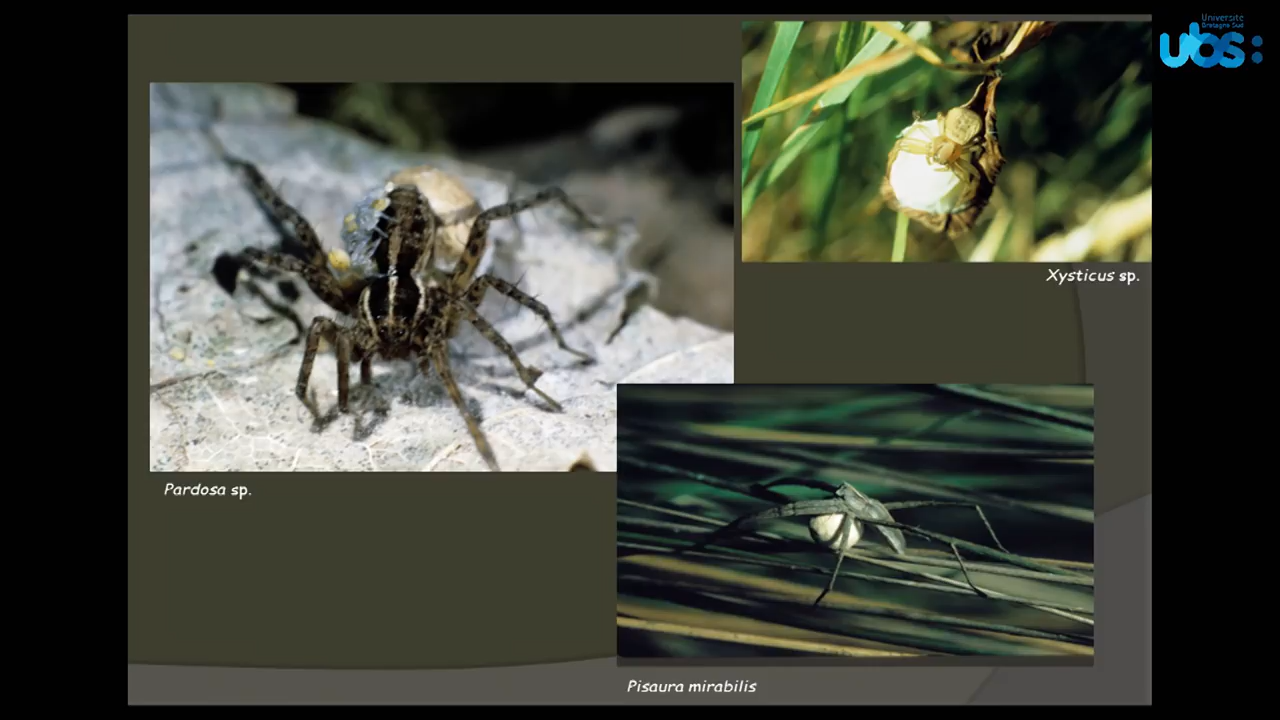 Université
Bretagne Sud
ubs:
Xysticus sp.
Pardosa sp.
Pisaura mirabilis